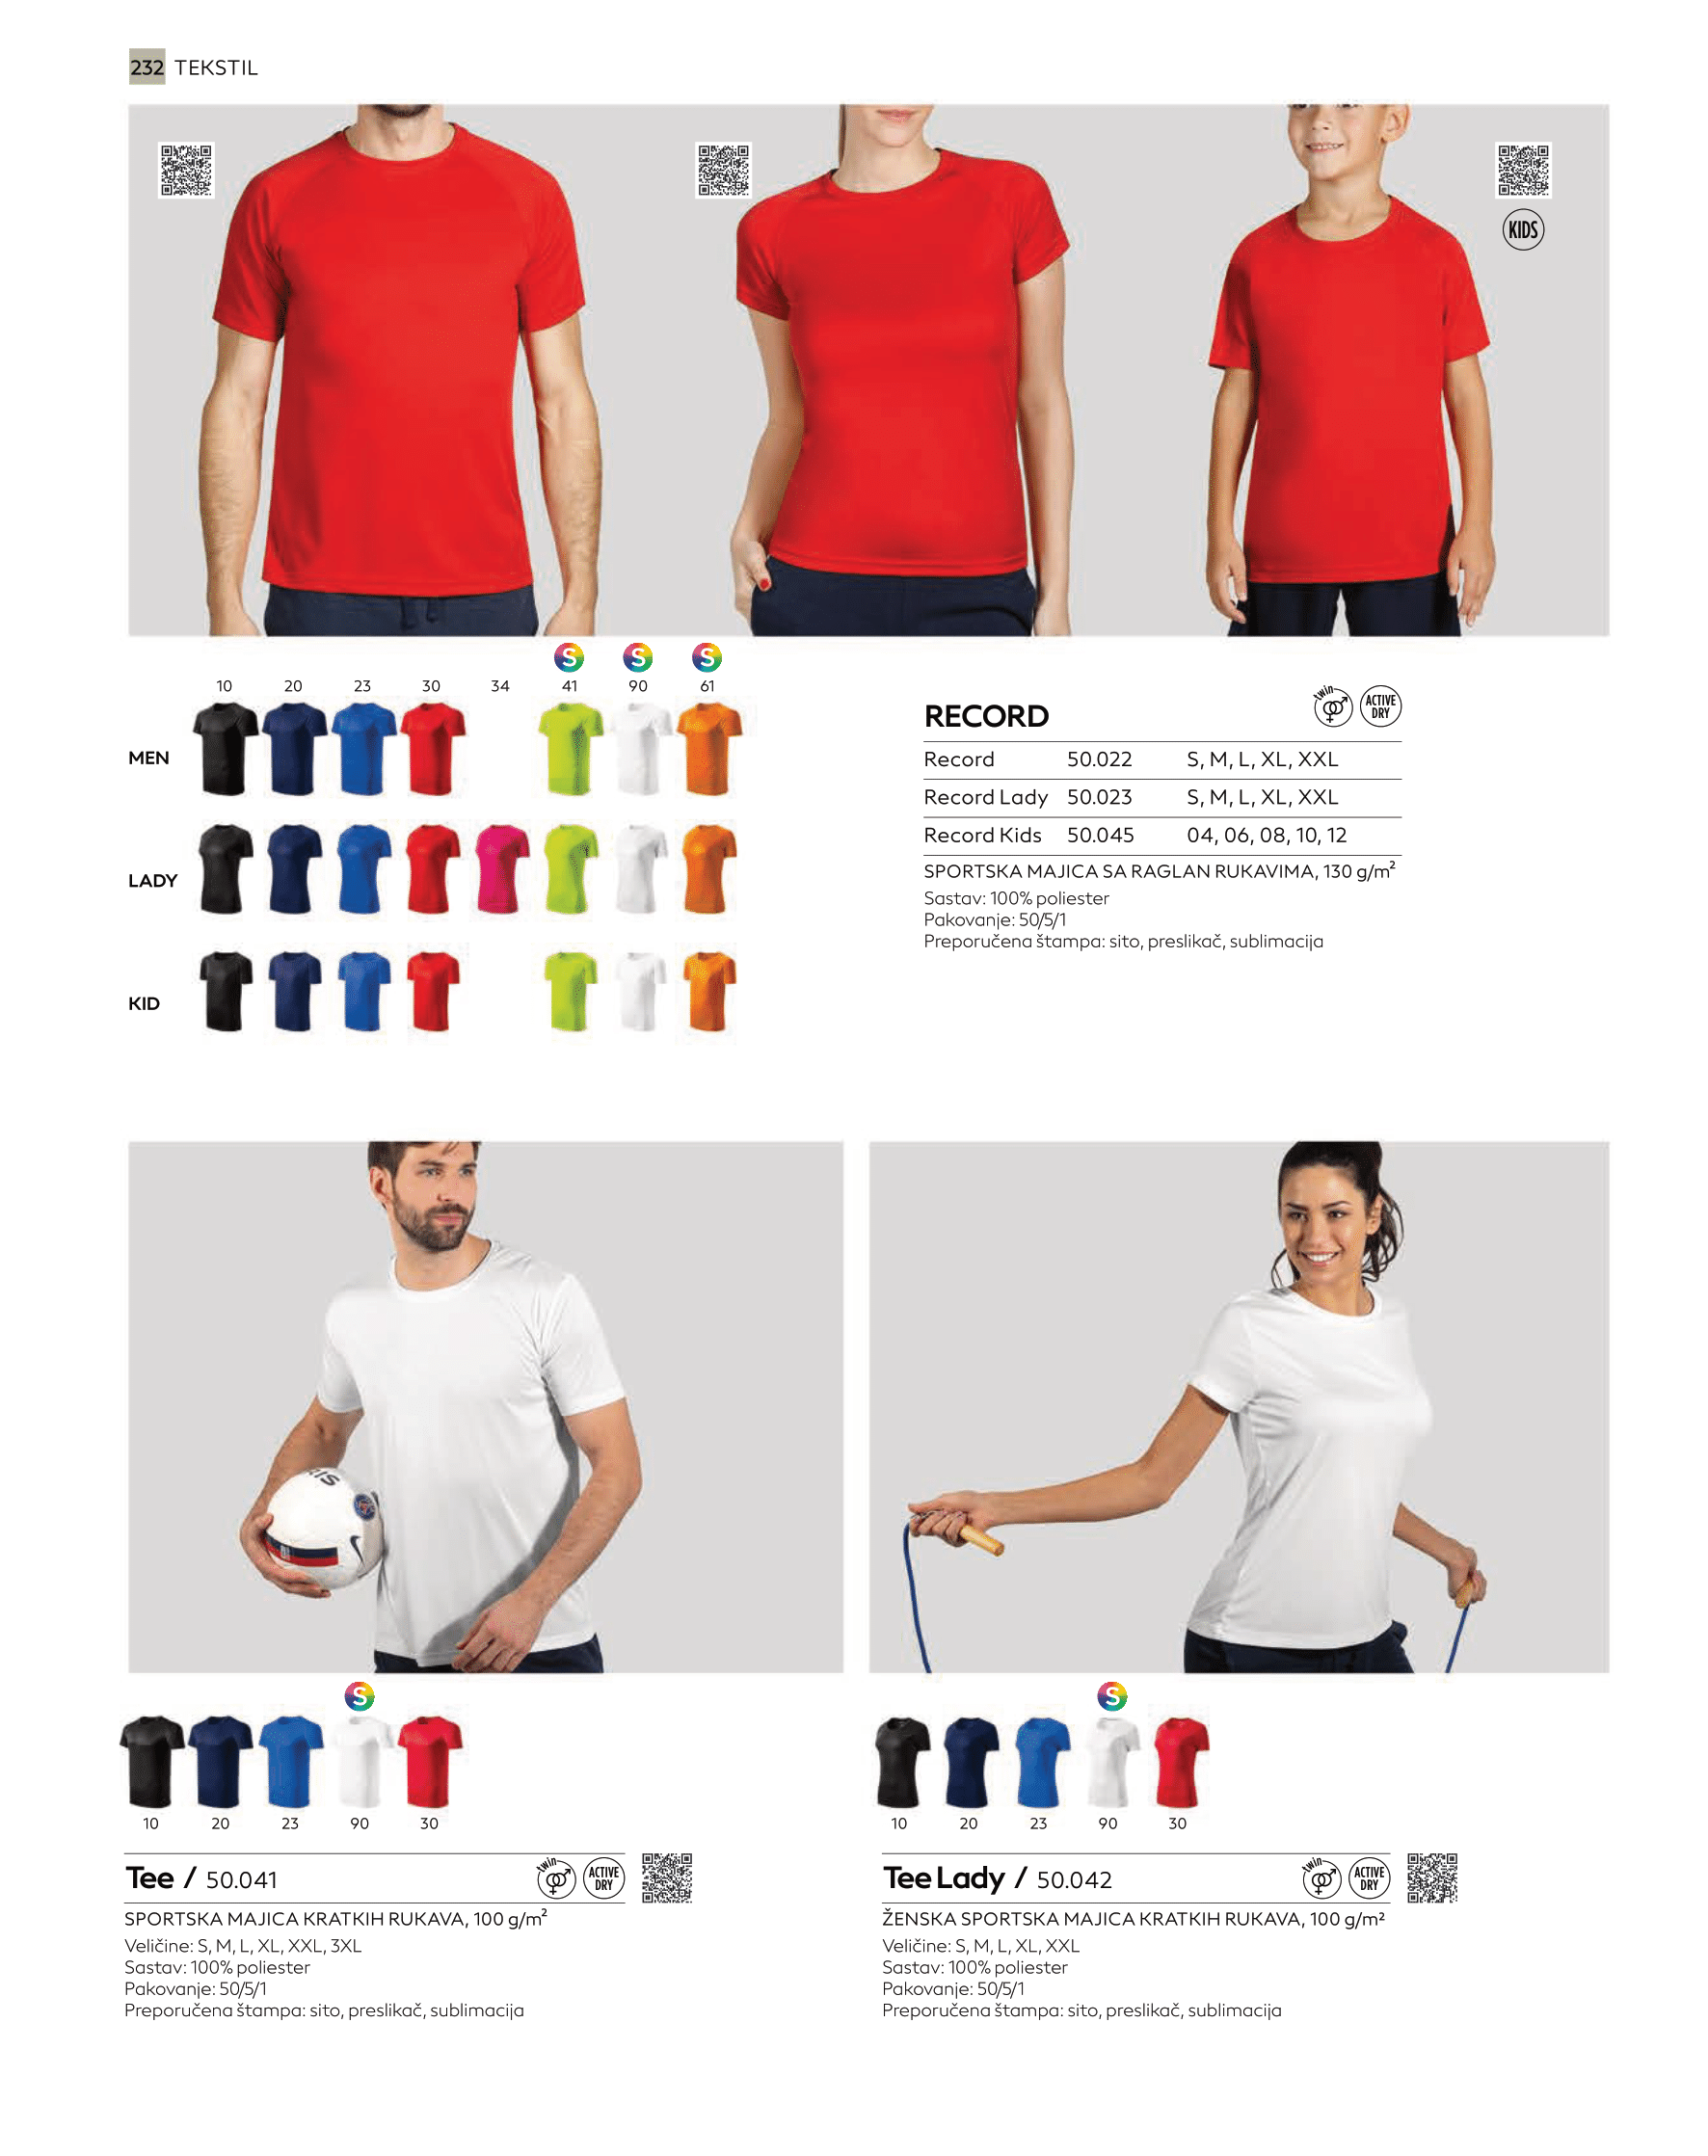 232 TEKSTIL
KIDS
10 20 23 30 34 41 90 61
S S S
MEN
LADY
KID
RECORD
twin
ACTIVE DRY
Record 50.022 S, M, L, XL, XXL
Record Lady 50.023 S, M, L, XL, XXL
Record Kids 50.045 04, 06, 08, 10, 12
SPORTSKA MAJICA SA RAGLAN RUKAVIMA, 130 g/m²
Sastav: 100% poliester
Pakovanje: 50/5/1
Preporučena štampa: sito, preslikač, sublimacija
S
10 20 23 90 30
Tee / 50.041
twin
ACTIVE DRY
SPORTSKA MAJICA KRATKIH RUKAVA, 100 g/m²
Veličine: S, M, L, XL, XXL, 3XL
Sastav: 100% poliester
Pakovanje: 50/5/1
Preporučena štampa: sito, preslikač, sublimacija
S
10 20 23 90 30
Tee Lady / 50.042
twin
ACTIVE DRY
ŽENSKA SPORTSKA MAJICA KRATKIH RUKAVA, 100 g/m²
Veličine: S, M, L, XL, XXL
Sastav: 100% poliester
Pakovanje: 50/5/1
Preporučena štampa: sito, preslikač, sublimacija